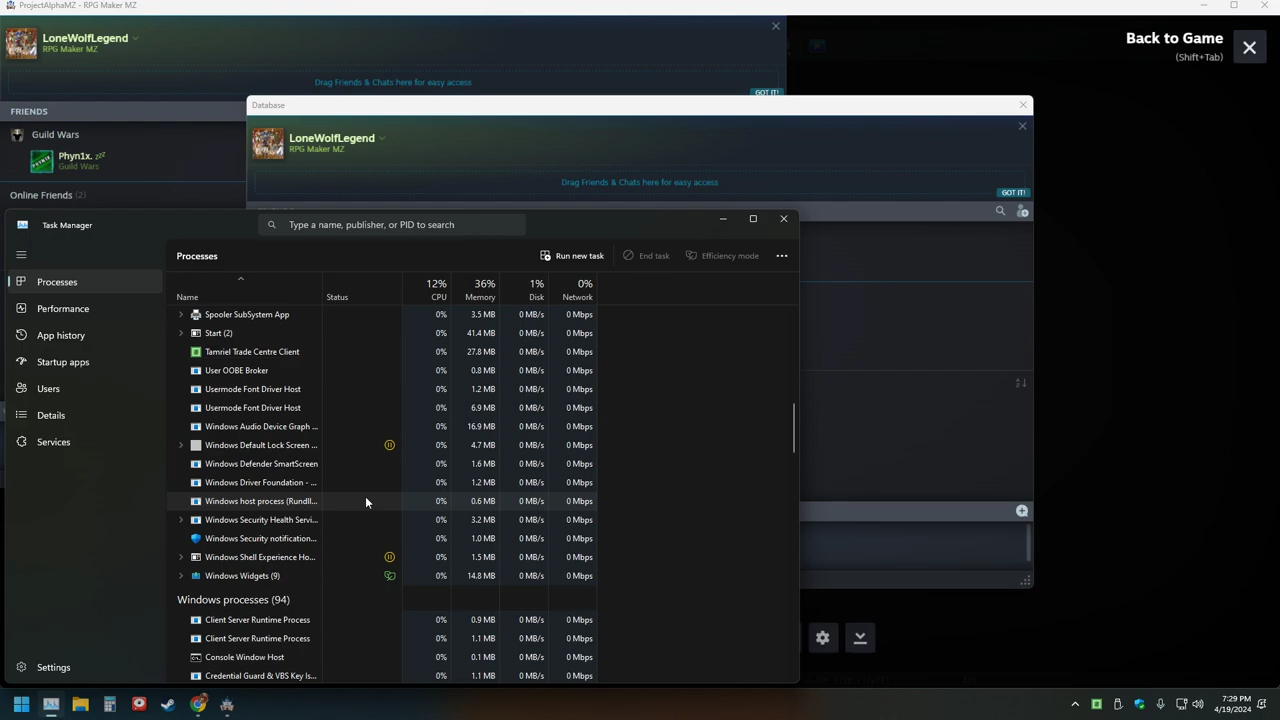 ProjectAlphaMZ - RPG Maker MZ
LoneWolfLegend
RPG Maker MZ
Back to Game
(Shift+Tab)
Drag Friends & Chats here for easy access
GOT IT!
FRIENDS
Database
Guild Wars
LoneWolfLegend
RPG Maker MZ
Phyn1x. zzz
Guild Wars
Drag Friends & Chats here for easy access
GOT IT!
Online Friends (2)
Task Manager
Type a name, publisher, or PID to search
Processes
Run new task
End task
Efficiency mode
Processes
Performance
App history
Startup apps
Users
Details
Services
Settings
12% 36% 1% 0%
Name Status CPU Memory Disk Network
Spooler SubSystem App 0% 3.5 MB 0 MB/s 0 Mbps
Start (2) 0% 41.4 MB 0 MB/s 0 Mbps
Tamriel Trade Centre Client 0% 27.8 MB 0 MB/s 0 Mbps
User OOBE Broker 0% 0.8 MB 0 MB/s 0 Mbps
Usermode Font Driver Host 0% 1.2 MB 0 MB/s 0 Mbps
Usermode Font Driver Host 0% 6.9 MB 0 MB/s 0 Mbps
Windows Audio Device Graph ... 0% 16.9 MB 0 MB/s 0 Mbps
Windows Default Lock Screen ... 0% 4.7 MB 0 MB/s 0 Mbps
Windows Defender SmartScreen 0% 1.6 MB 0 MB/s 0 Mbps
Windows Driver Foundation - ... 0% 1.2 MB 0 MB/s 0 Mbps
Windows host process (Rundll... 0% 0.6 MB 0 MB/s 0 Mbps
Windows Security Health Servi... 0% 3.2 MB 0 MB/s 0 Mbps
Windows Security notification... 0% 1.0 MB 0 MB/s 0 Mbps
Windows Shell Experience Ho... 0% 1.5 MB 0 MB/s 0 Mbps
Windows Widgets (9) 0% 14.8 MB 0 MB/s 0 Mbps
Windows processes (94)
Client Server Runtime Process 0% 0.9 MB 0 MB/s 0 Mbps
Client Server Runtime Process 0% 1.1 MB 0 MB/s 0 Mbps
Console Window Host 0% 0.1 MB 0 MB/s 0 Mbps
Credential Guard & VBS Key Is... 0% 1.1 MB 0 MB/s 0 Mbps
7:29 PM
4/19/2024